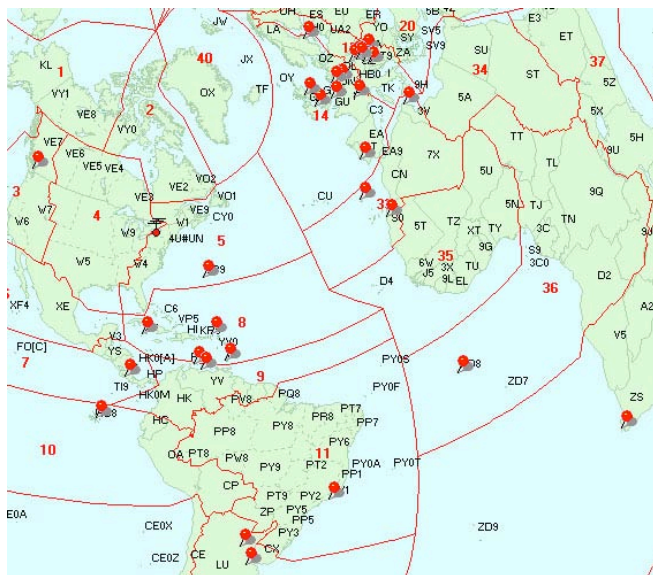 OH
ES
EU
ER
20
5B
4Z
E3
ET
JW
LA
UA2
YO
SY
SV5
SV9
ZA
SU
KL
1
40
JX
OZ
OY
HB0
I
TK
9H
34
ST
37
VY1
2
OX
TF
GU
14
3V
5A
5Z
VE8
VY0
C3
5X
5H
VE7
EA
9U
VE6
VE5
VE4
EA9
7X
TT
TL
3
VE3
VE2
VO2
VO1
CN
5U
9Q
W7
4
VE9
CY0
CU
33
S0
5N
TJ
TN
W6
W9
W1
4U#UN
5T
TZ
XT
TY
3C
9G
W5
W4
5
35
6W
J5
3X
9L
TU
EL
S9
3C0
D2
36
XF4
XE
C6
VP5
8
D4
A2
V5
FO[C]
V3
YS
HI
7
HK0[A]
HP
YV0
PY0S
ZD7
TI9
9
YV
PY0F
HK0M
HK
P\8
PQ8
ZS
HC
PR8
PT7
PP7
PP8
PY8
PY6
10
OA
PT8
PW8
11
PY9
PT2
PY0A
PY0T
PP1
CP
PT9
PY2
ZP
PY5
PP5
E0A
CE0X
PY3
ZD9
CE0Z
CE
CX
LU